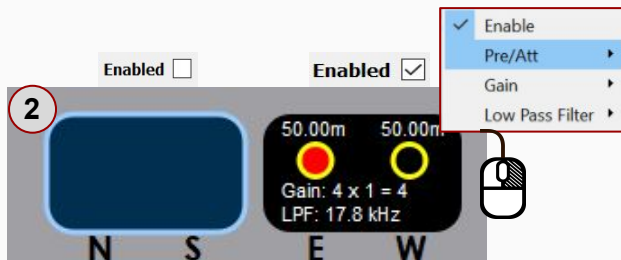 Enable
Pre/Att
Gain
Low Pass Filter
Enabled
Enabled
2
50.00m 50.00m
Gain: 4 x 1 = 4
LPF: 17.8 kHz
N S E W